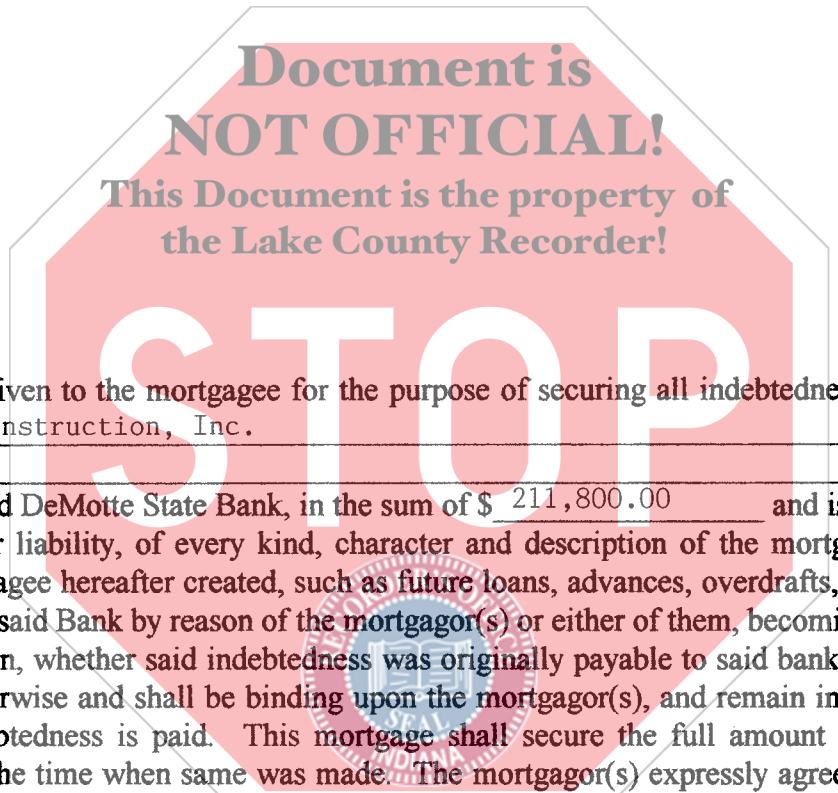 Document is
NOT OFFICIAL!
This Document is the property of
the Lake County Recorder!
STOP
iven to the mortgagee for the purpose of securing all indebtedne
nstruction, Inc.
d DeMotte State Bank, in the sum of $ 211,800.00 and is
r liability, of every kind, character and description of the mortg
agee hereafter created, such as future loans, advances, overdrafts,
said Bank by reason of the mortgagor(s) or either of them, becomi
n, whether said indebtedness was originally payable to said bank
rwise and shall be binding upon the mortgagor(s), and remain in
btedness is paid. This mortgage shall secure the full amount
he time when same was made. The mortgagor(s) expressly agree
SEAL
INDIANA